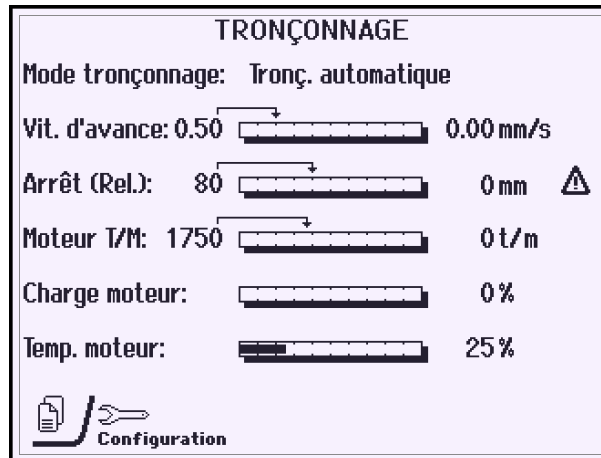 TRONÇONNAGE
Mode tronçonnage: Tronç. automatique
Vit. d'avance: 0.50 0.00 mm/s
Arrêt (Rel.): 80 0 mm
Moteur T/M: 1750 0 t/m
Charge moteur: 0 %
Temp. moteur: 25 %
Configuration